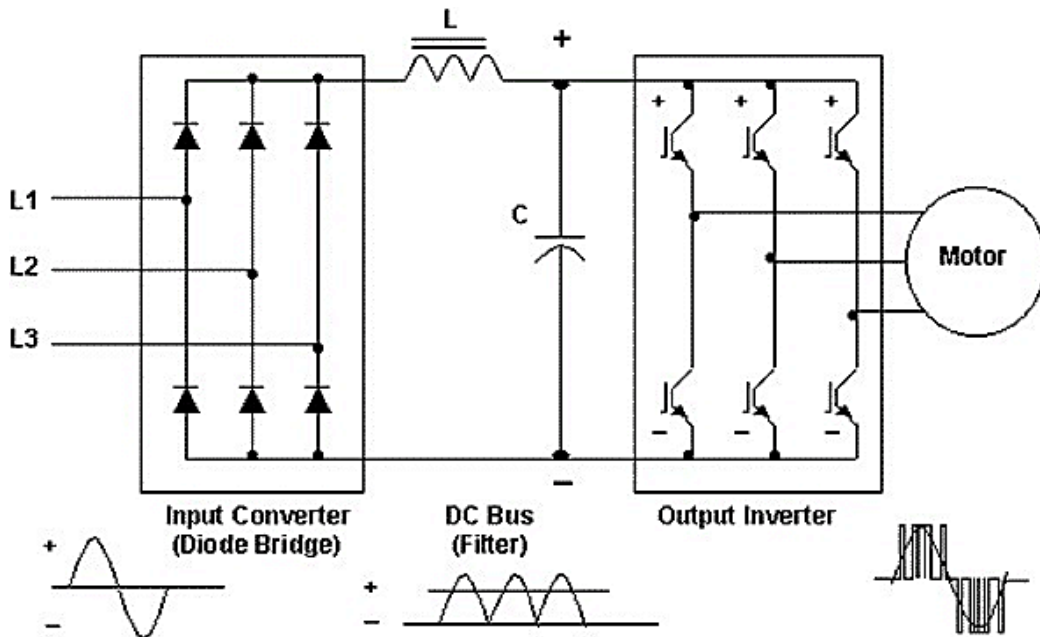 L
+
+ + +
L1
C
L2
Motor
L3
− − −
−
Input Converter
(Diode Bridge)
DC Bus
(Filter)
Output Inverter
+
−
+
−
+
−